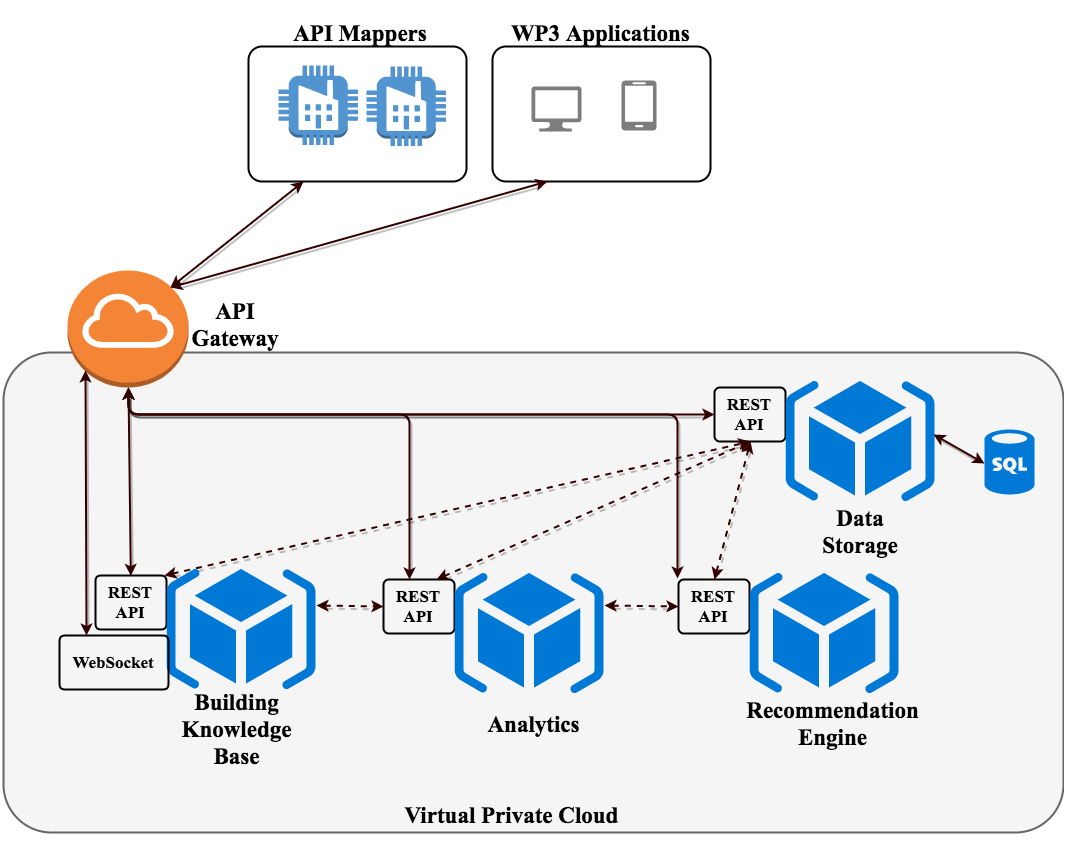 API Mappers
WP3 Applications
API
Gateway
REST
API
SQL
Data
Storage
REST
API
REST
API
REST
API
WebSocket
Building
Knowledge
Base
Analytics
Recommendation
Engine
Virtual Private Cloud